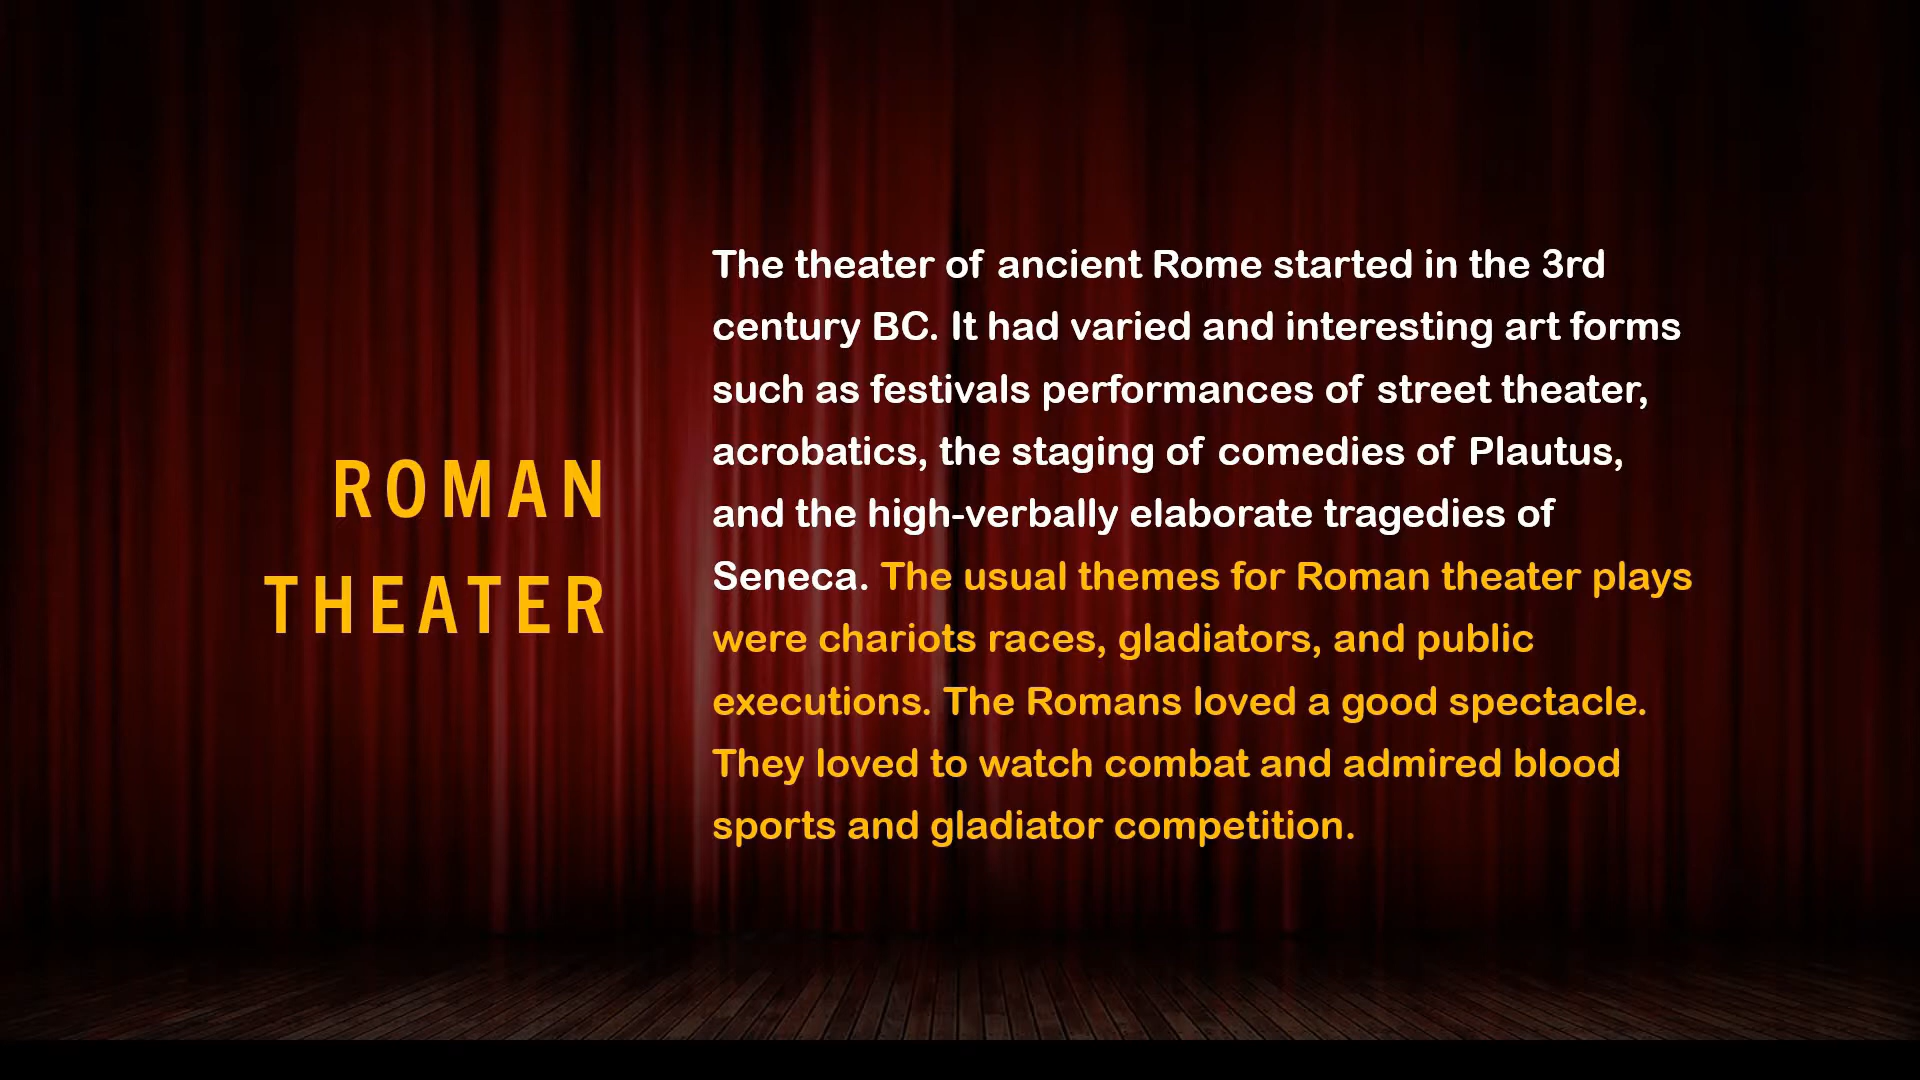 ROMAN
THEATER
The theater of ancient Rome started in the 3rd
century BC. It had varied and interesting art forms
such as festivals performances of street theater,
acrobatics, the staging of comedies of Plautus,
and the high-verbally elaborate tragedies of
Seneca. The usual themes for Roman theater plays
were chariots races, gladiators, and public
executions. The Romans loved a good spectacle.
They loved to watch combat and admired blood
sports and gladiator competition.